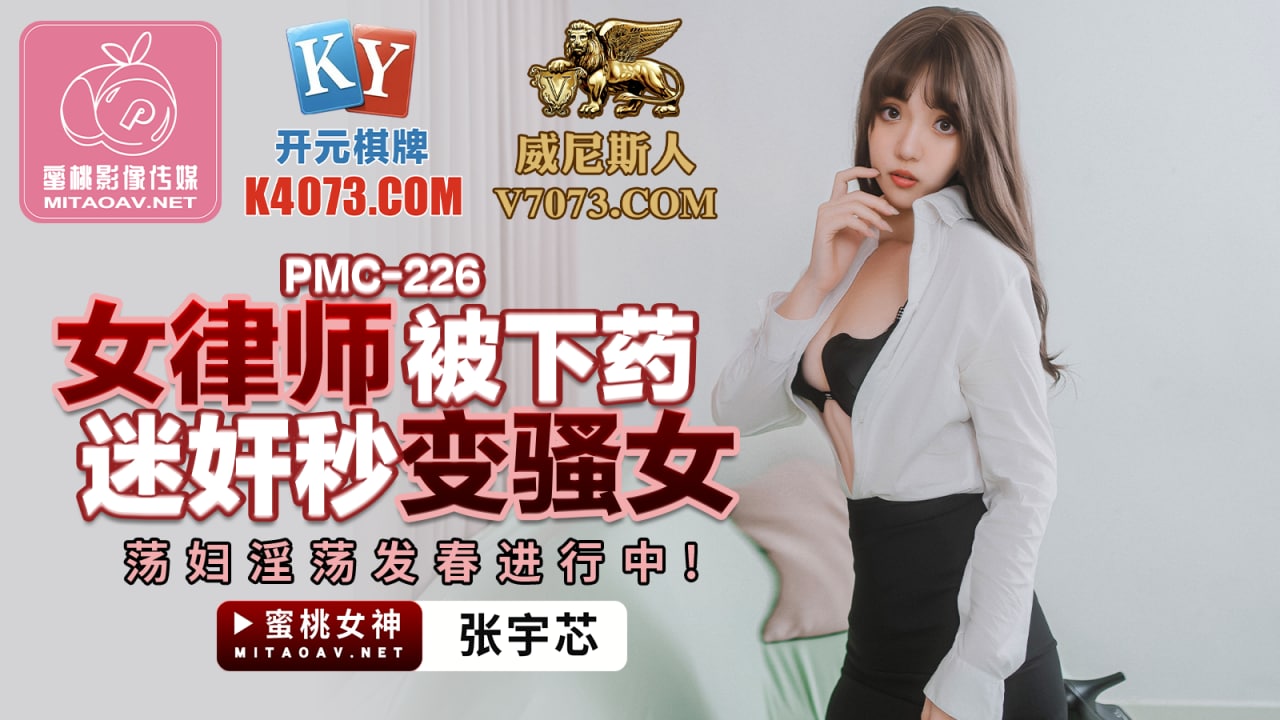 蜜桃影像传媒
MITAOAV.NET
KY
开元棋牌
K4073.COM
V
威尼斯人
V7073.COM
PMC-226
女律师被下药
迷奸秒变骚女
荡妇淫荡发春进行中!
蜜桃女神
MITAOAV.NET
张宇芯